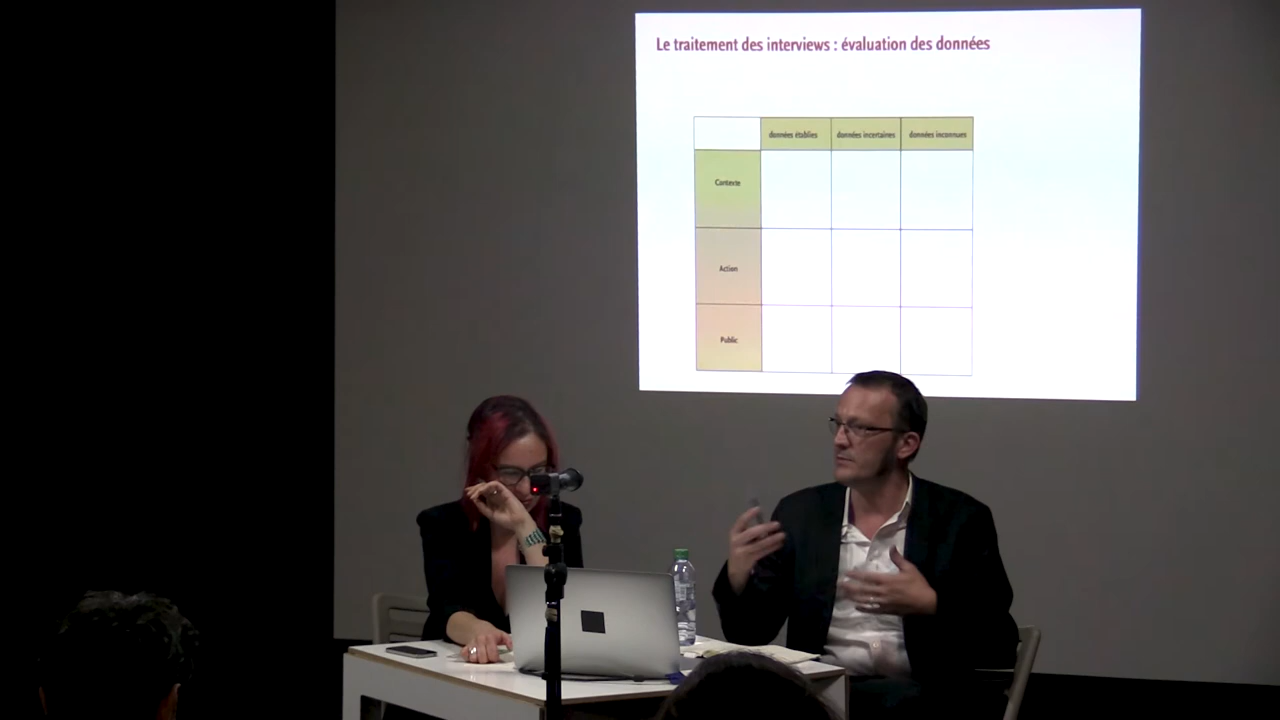 Le traitement des interviews : évaluation des données
données établies
données incertaines
données inconnues
Contexte
Action
Public